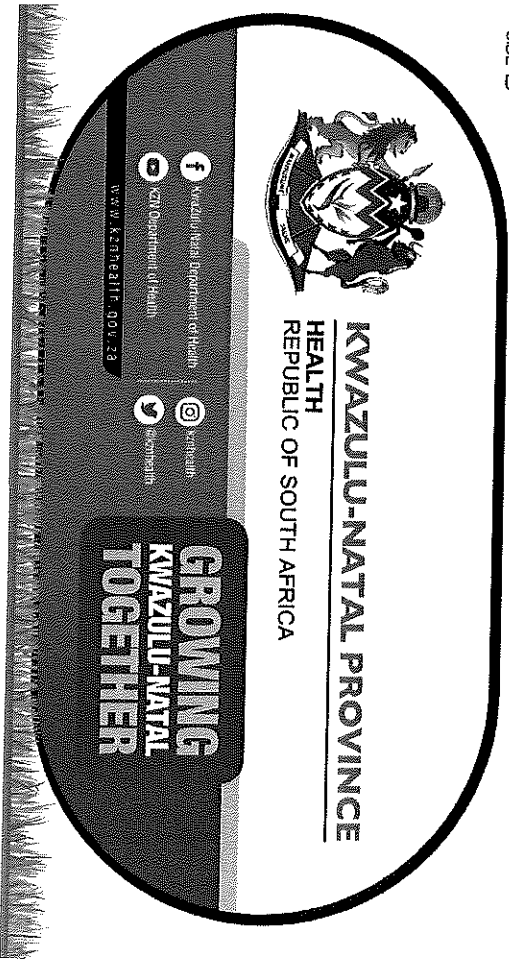 KWAZULU-NATAL PROVINCE
HEALTH
REPUBLIC OF SOUTH AFRICA
KwaZulu-Natal Department of Health
KZN Department of Health
kznhealth
@kznhealth
www.kznhealth.gov.za
GROWING
KWAZULU-NATAL
TOGETHER